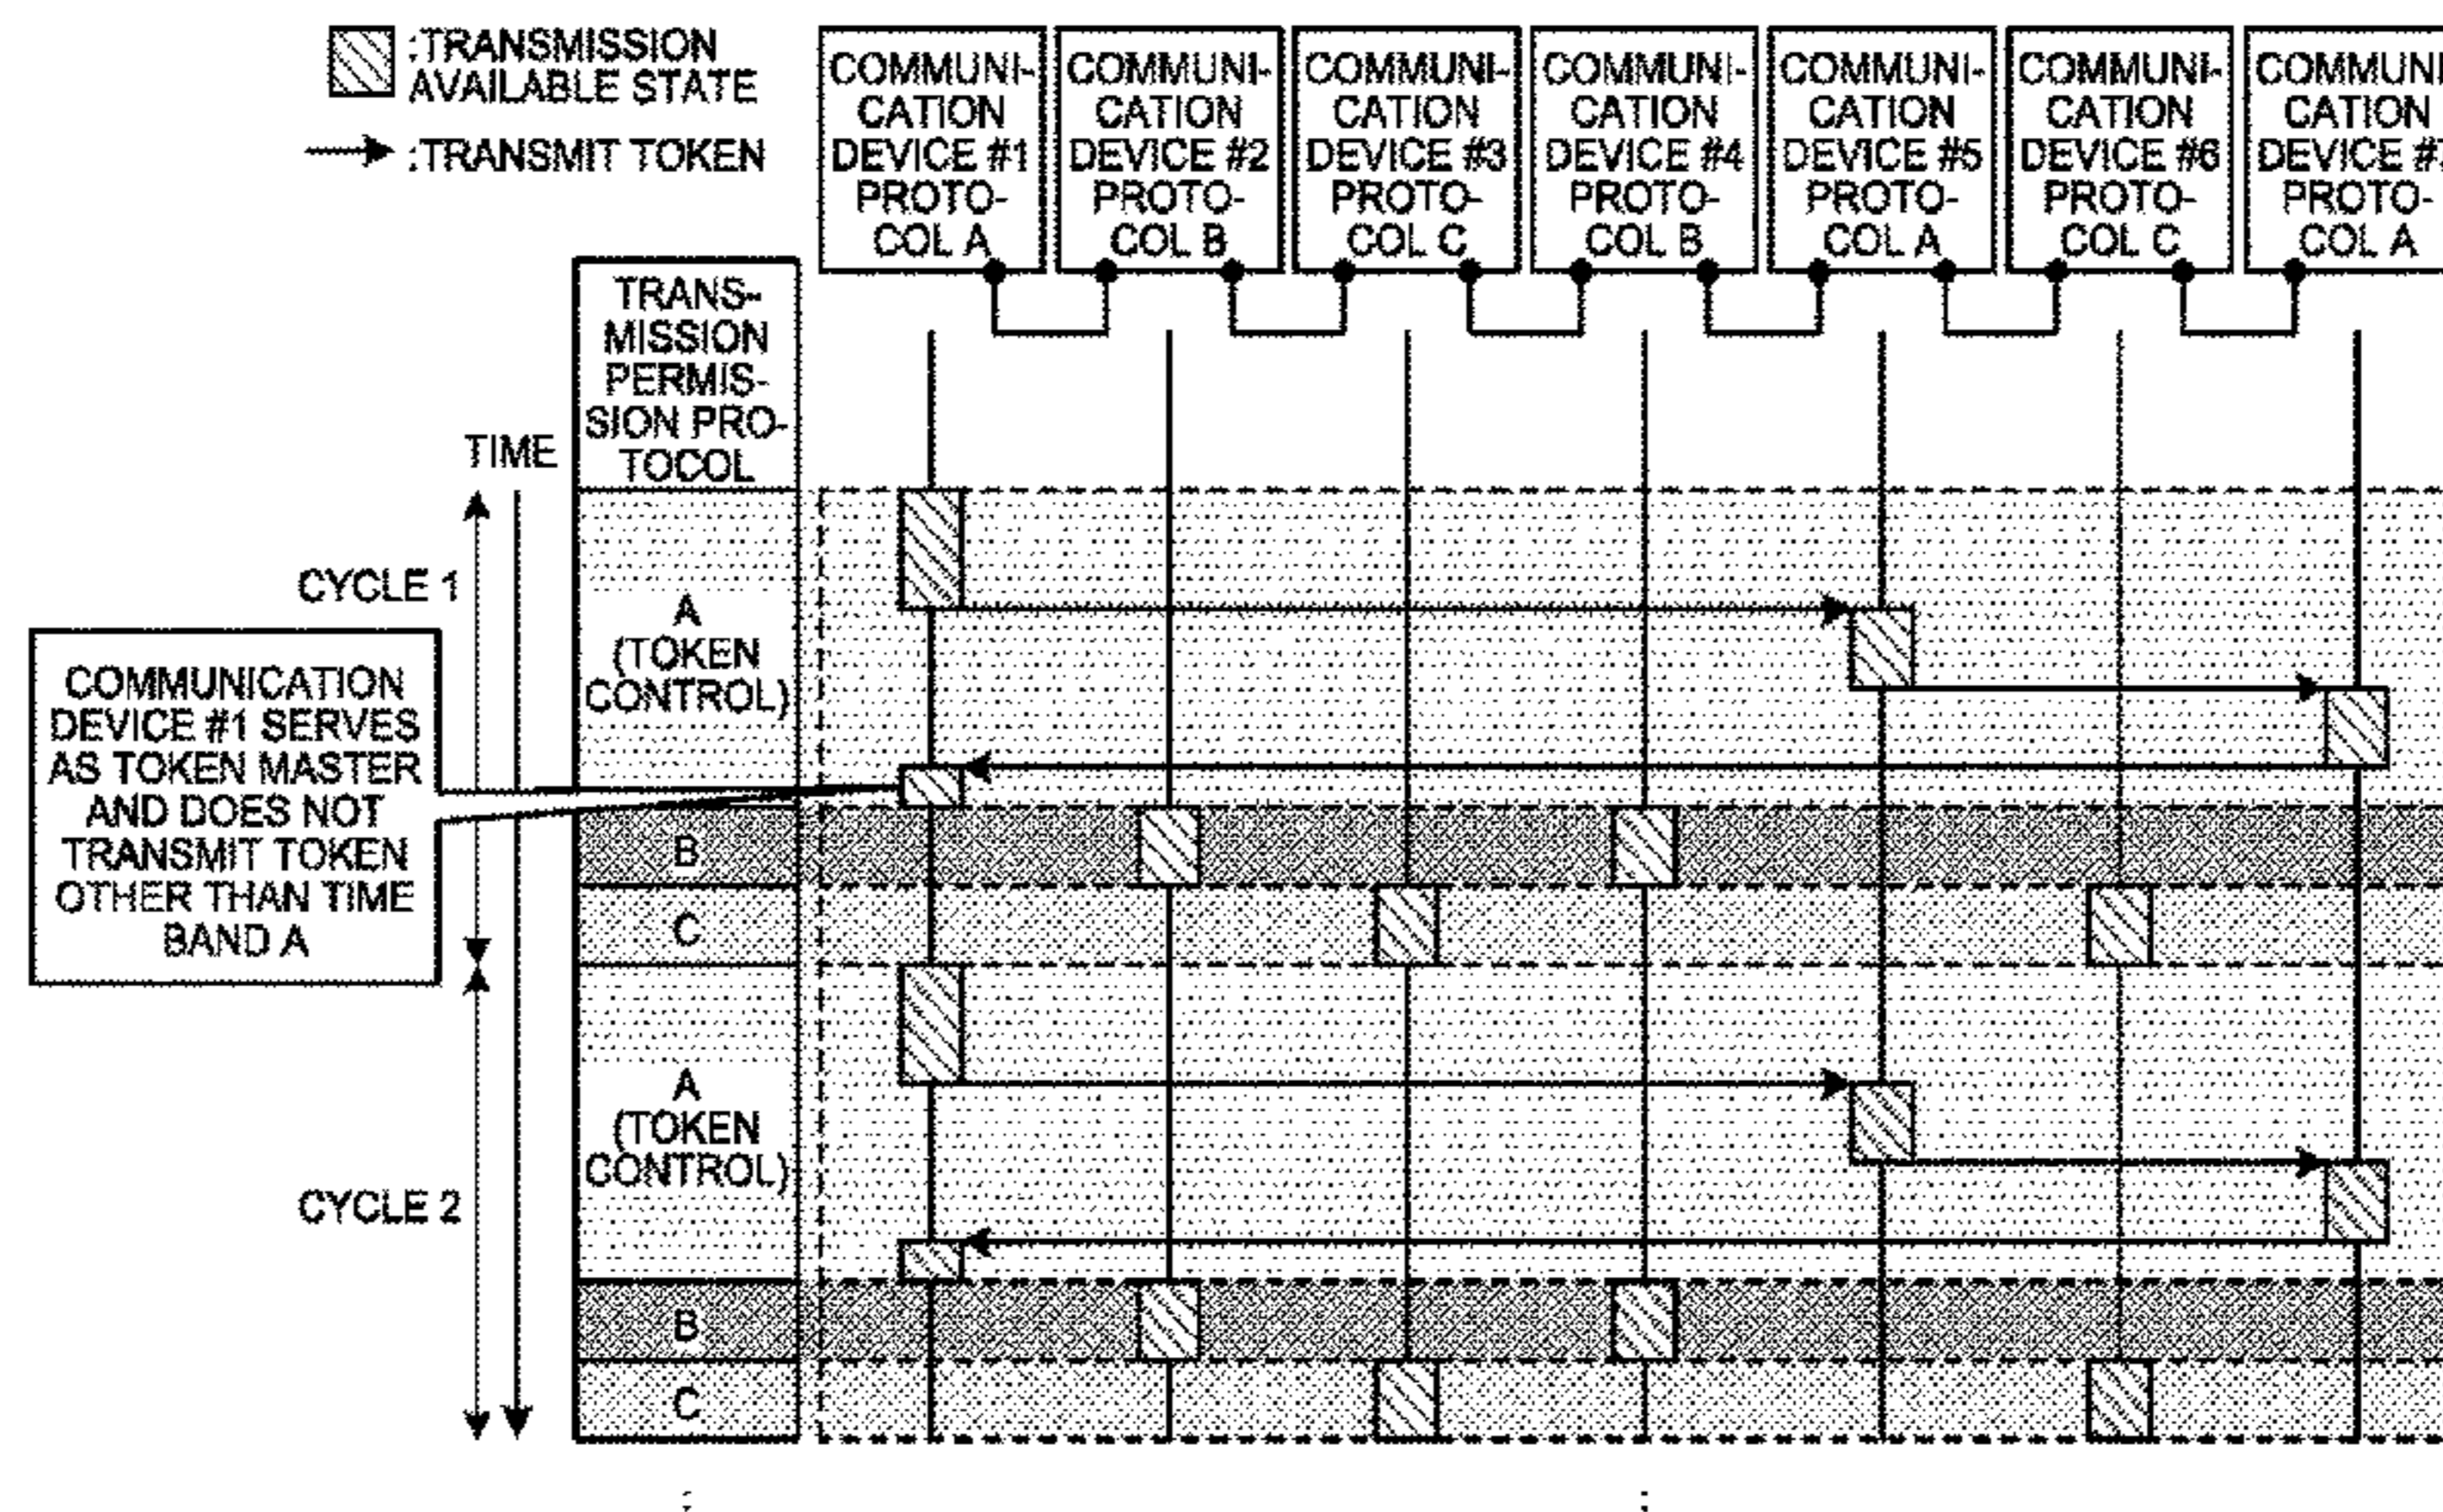 :TRANSMISSION
AVAILABLE STATE
:TRANSMIT TOKEN
COMMUNI-
CATION
DEVICE #1
PROTO-
COL A
COMMUNI-
CATION
DEVICE #2
PROTO-
COL B
COMMUNI-
CATION
DEVICE #3
PROTO-
COL C
COMMUNI-
CATION
DEVICE #4
PROTO-
COL B
COMMUNI-
CATION
DEVICE #5
PROTO-
COL A
COMMUNI-
CATION
DEVICE #6
PROTO-
COL C
COMMUNI
CATION
DEVICE #7
PROTO-
COL A
TRANS-
MISSION
PERMIS-
SION PRO-
TOCOL
TIME
CYCLE 1
A
(TOKEN
CONTROL)
COMMUNICATION
DEVICE #1 SERVES
AS TOKEN MASTER
AND DOES NOT
TRANSMIT TOKEN
OTHER THAN TIME
BAND A
B
C
CYCLE 2
A
(TOKEN
CONTROL)
B
C